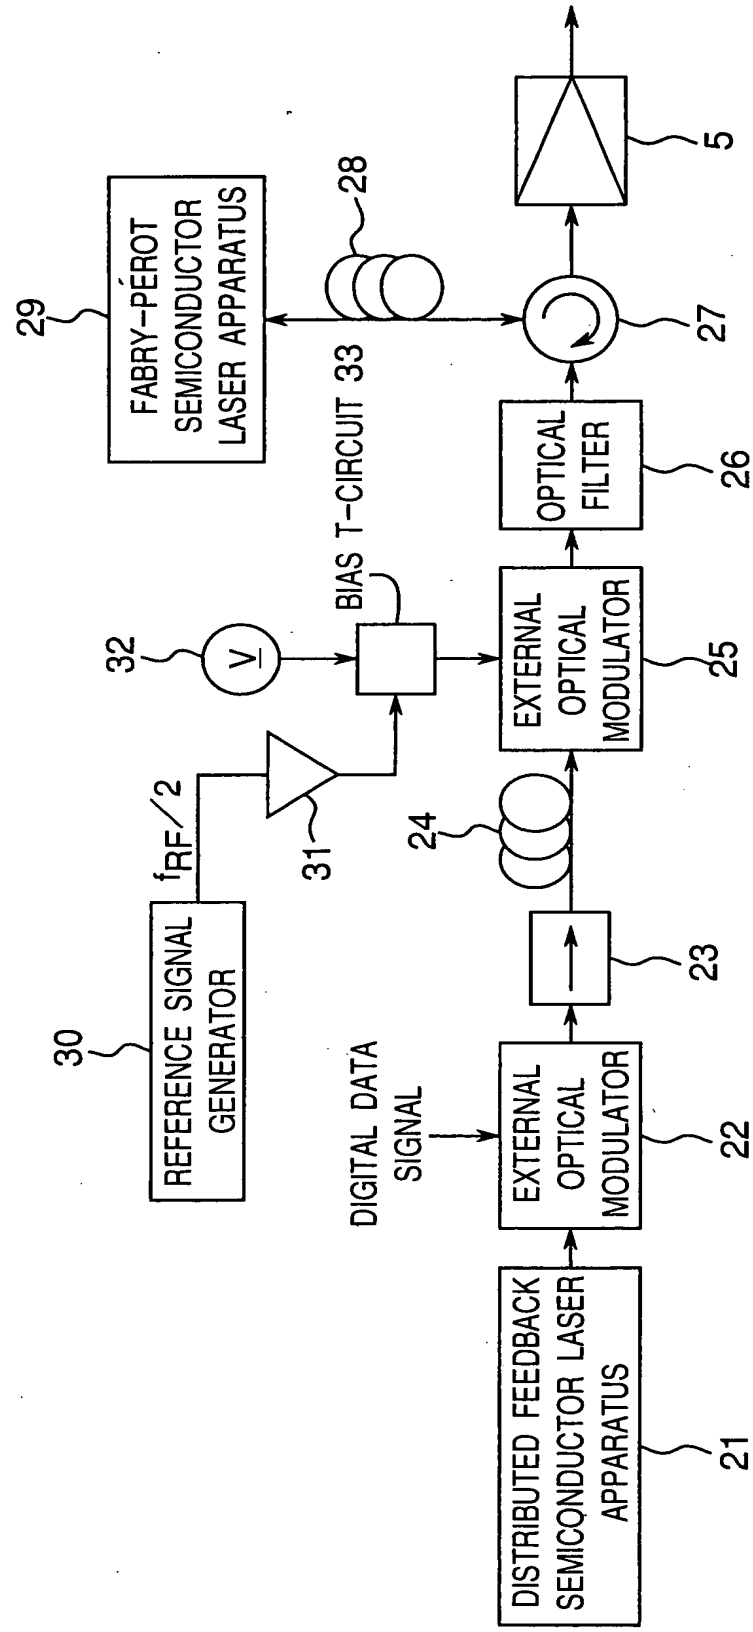 29
FABRY-PÉROT
SEMICONDUCTOR
LASER APPARATUS
28
30
REFERENCE SIGNAL
GENERATOR
fRF/2
31
32
V
BIAS T-CIRCUIT 33
DIGITAL DATA
SIGNAL
24
DISTRIBUTED FEEDBACK
SEMICONDUCTOR LASER
APPARATUS
21
EXTERNAL
OPTICAL
MODULATOR
22
23
EXTERNAL
OPTICAL
MODULATOR
25
OPTICAL
FILTER
26
27
5